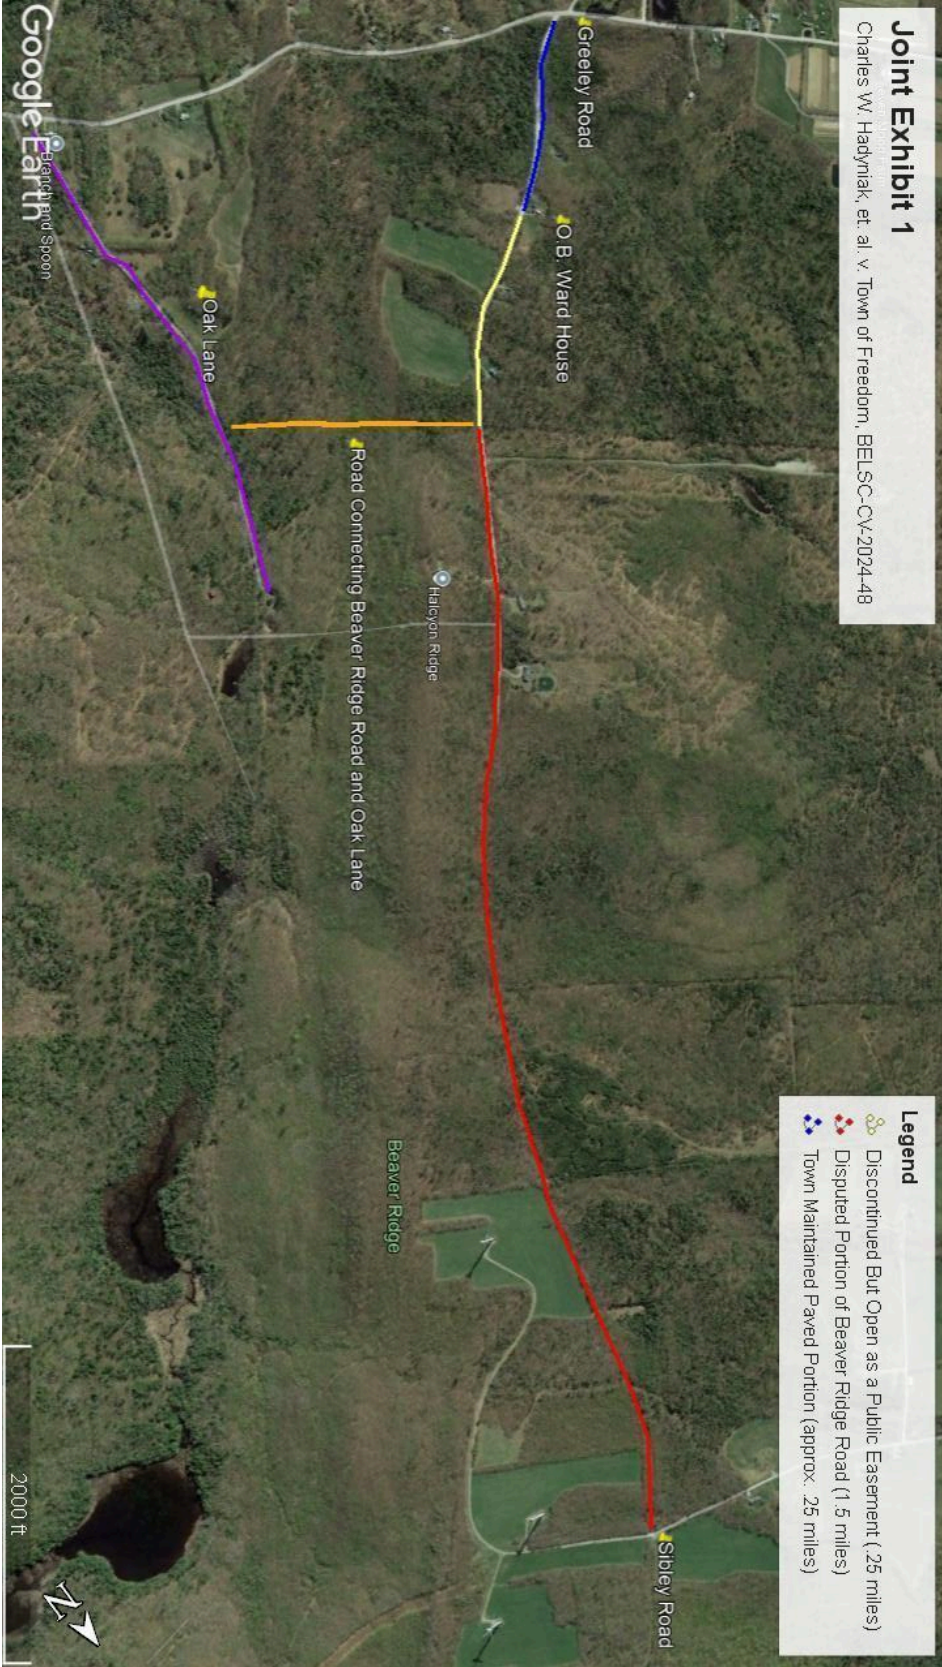 Joint Exhibit 1
Charles W. Hadyniak, et. al. v. Town of Freedom, BELSC-CV-2024-48
Legend
Discontinued But Open as a Public Easement (.25 miles)
Disputed Portion of Beaver Ridge Road (1.5 miles)
Town Maintained Paved Portion (approx. .25 miles)
Greeley Road
O.B. Ward House
Sibley Road
Halcyon Ridge
Beaver Ridge
Road Connecting Beaver Ridge Road and Oak Lane
Oak Lane
Branch and Spoon
Google Earth
2000 ft
N